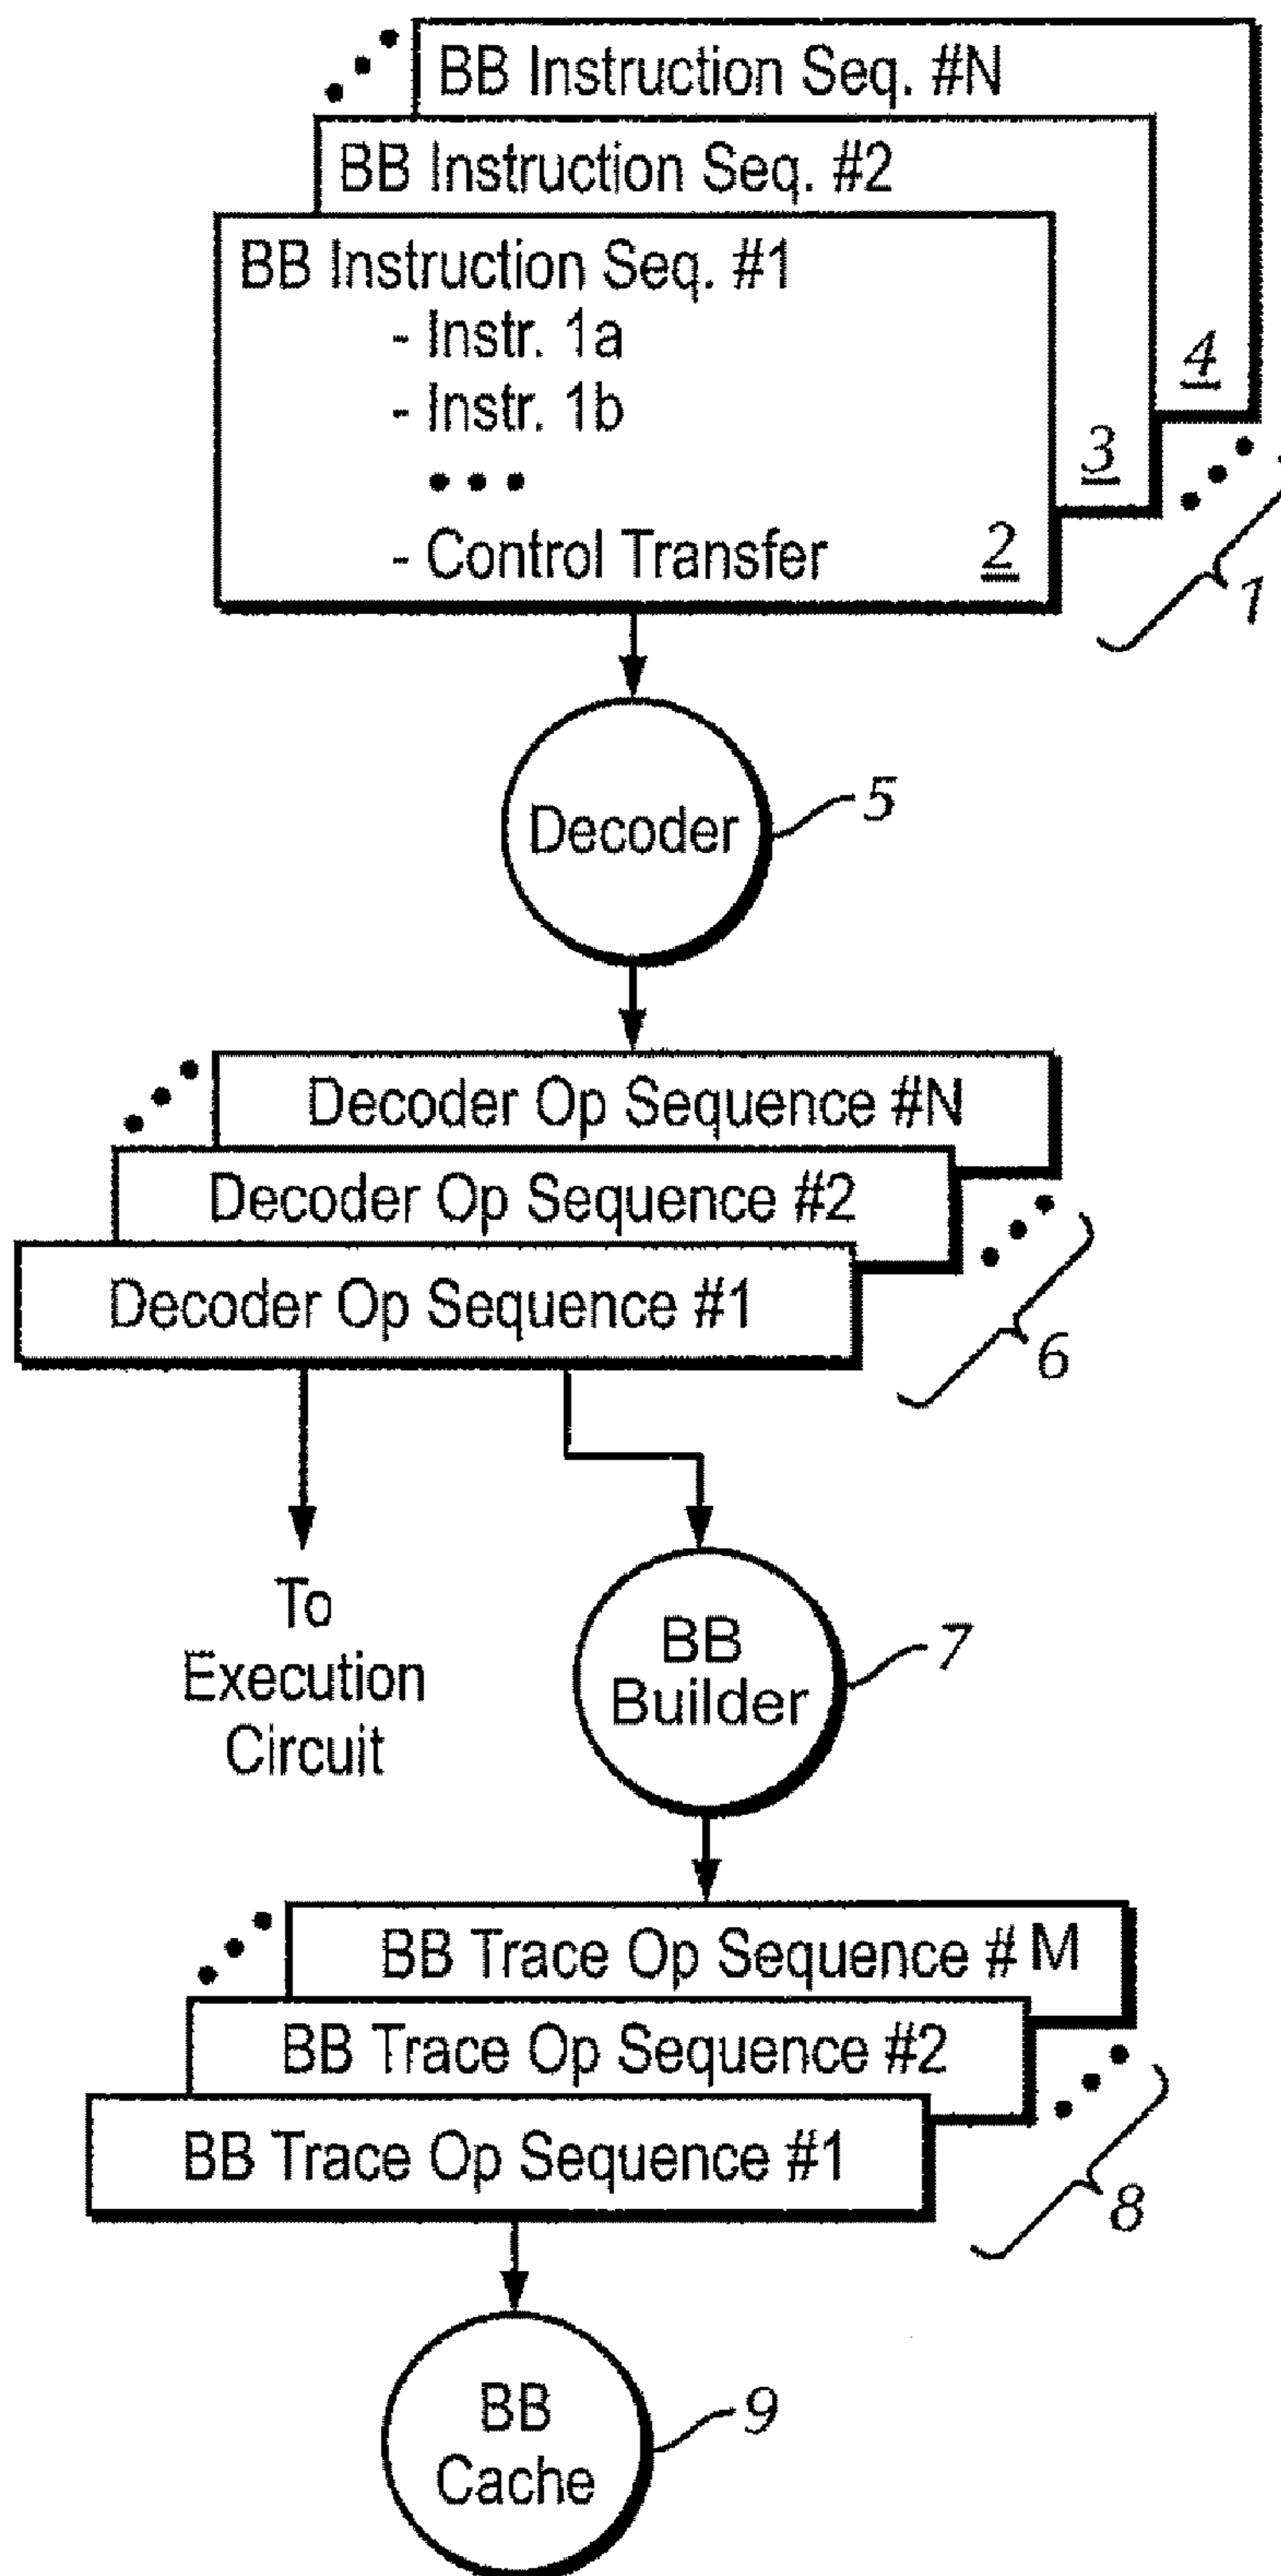 BB Instruction Seq. #N
BB Instruction Seq. #2
BB Instruction Seq. #1
- Instr. 1a
- Instr. 1b
• • •
- Control Transfer
2
3
4
1
Decoder
5
Decoder Op Sequence #N
Decoder Op Sequence #2
Decoder Op Sequence #1
6
To
Execution
Circuit
BB
Builder
7
BB Trace Op Sequence # M
BB Trace Op Sequence #2
BB Trace Op Sequence #1
8
BB
Cache
9